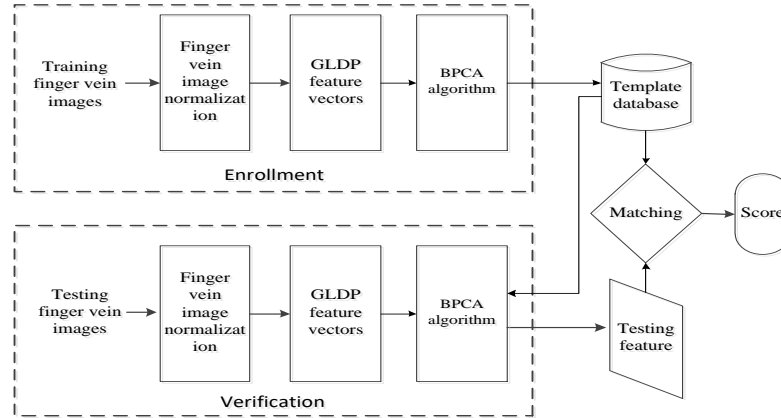 Training
finger vein
images
Finger
vein
image
normalizat
ion
GLDP
feature
vectors
BPCA
algorithm
Template
database
Enrollment
Matching
Score
Testing
finger vein
images
Finger
vein
image
normalizat
ion
GLDP
feature
vectors
BPCA
algorithm
Testing
feature
Verification